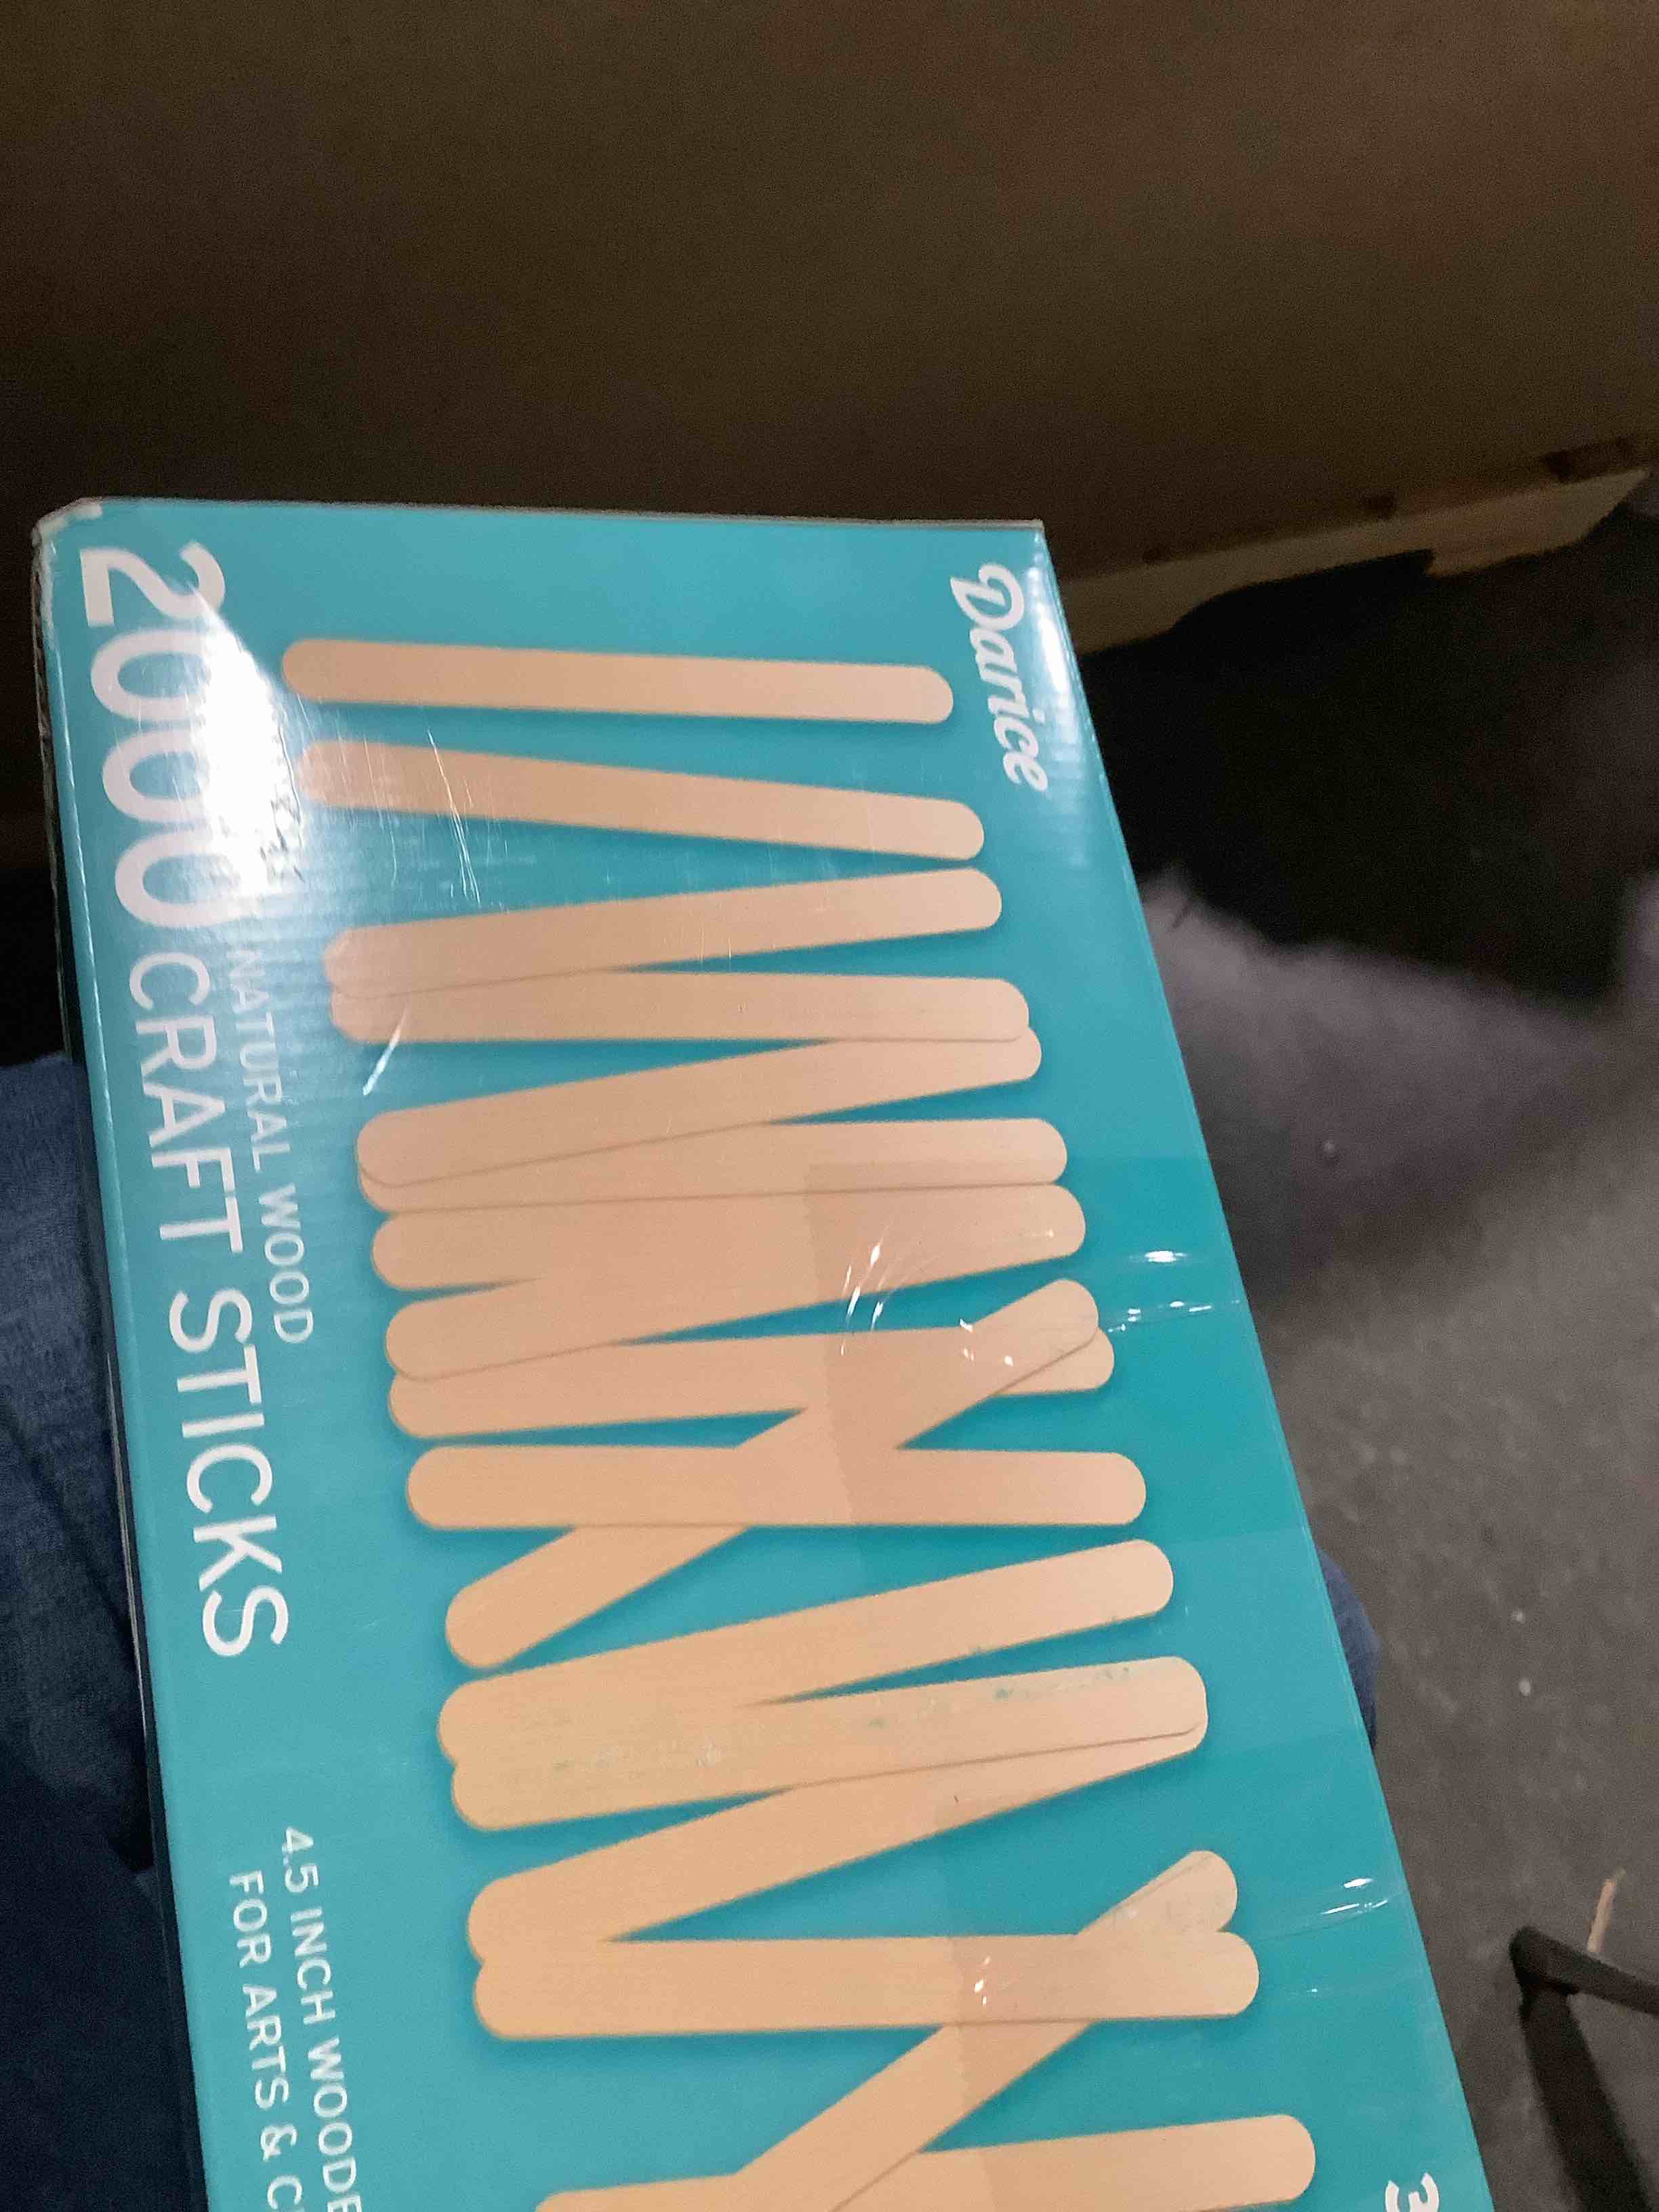 Darice
NATURAL WOOD
2000 CRAFT STICKS
4.5 INCH
FOR ARTS &